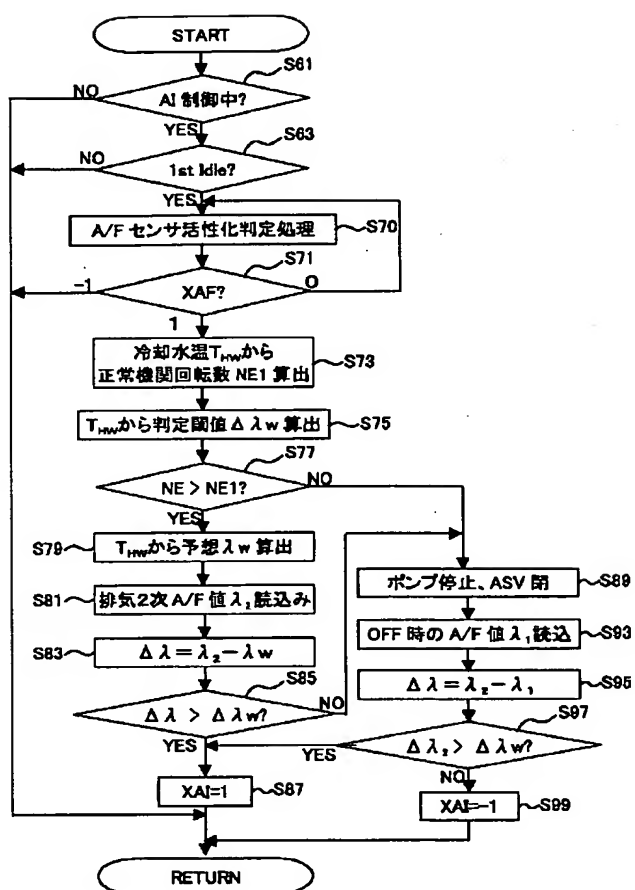 START
S61
AI 制御中?
NO
YES
S63
1st Idle?
NO
YES
A/F センサ活性化判定処理
S70
S71
XAF?
-1
0
1
冷却水温THWから
正常機関回転数 NE1 算出
S73
THWから判定閾値 Δλw 算出
S75
S77
NE > NE1?
NO
YES
S79
THWから予想 λw 算出
S81
排気2次 A/F 値λ2 読込み
S83
Δλ=λ2-λw
S85
Δλ > Δλw?
NO
YES
XAI=1
S87
ポンプ停止、ASV 閉
S89
OFF 時の A/F 値λ1読込
S93
Δλ=λ2-λ1
S95
S97
Δλ2 > Δλw?
YES
NO
XAI=-1
S99
RETURN